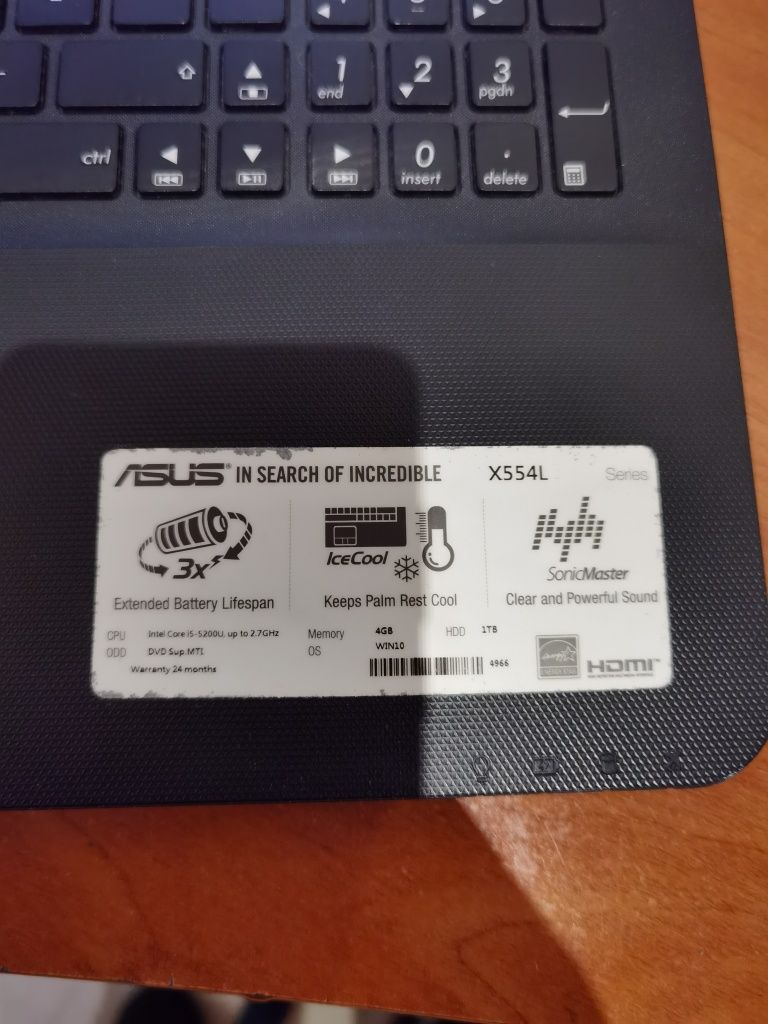 1
end
2
3
pgdn
ctrl
0
insert
.
delete
ASUS® IN SEARCH OF INCREDIBLE X554L Series
3x
IceCool
SonicMaster
Extended Battery Lifespan Keeps Palm Rest Cool Clear and Powerful Sound
CPU Intel Core i5-5200U, up to 2.7GHz Memory 4GB HDD 1TB
ODD DVD Sup.MTI OS WIN10
Warranty 24 months 4966
HDMI